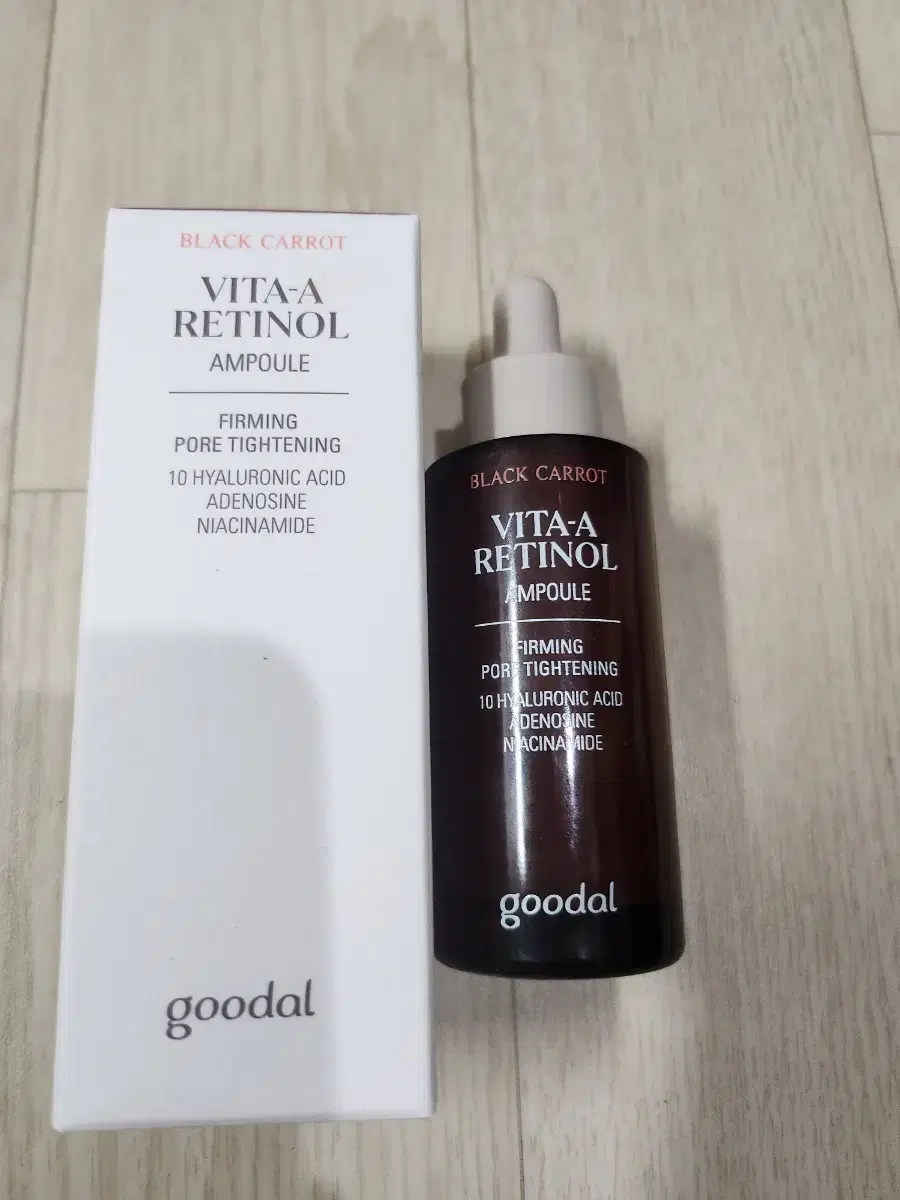 BLACK CARROT
VITA-A
RETINOL
AMPOULE
FIRMING
PORE TIGHTENING
10 HYALURONIC ACID
ADENOSINE
NIACINAMIDE
goodal
BLACK CARROT
VITA-A
RETINOL
AMPOULE
FIRMING
PORE TIGHTENING
10 HYALURONIC ACID
ADENOSINE
NIACINAMIDE
goodal